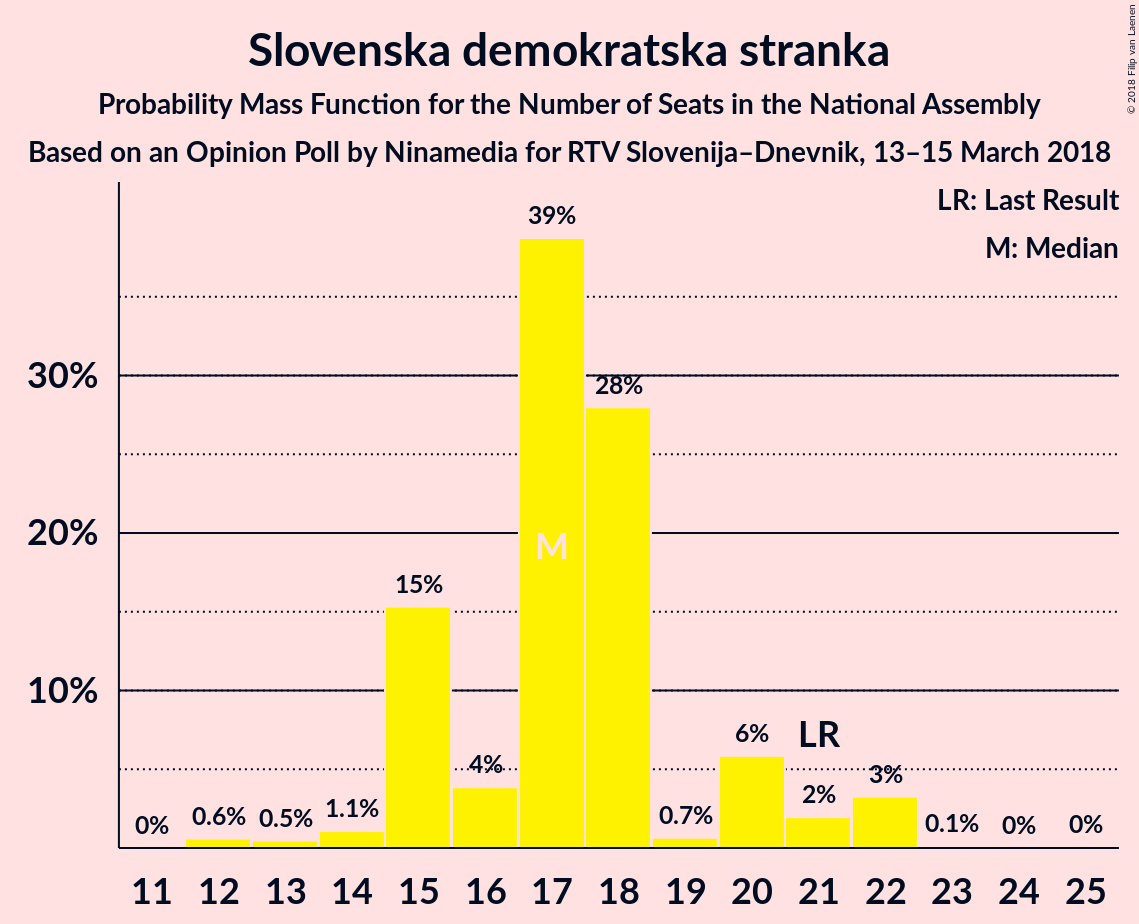 Slovenska demokratska stranka
Probability Mass Function for the Number of Seats in the National Assembly
Based on an Opinion Poll by Ninamedia for RTV Slovenija–Dnevnik, 13–15 March 2018
© 2018 Filip van Laenen
LR: Last Result
M: Median
30%
20%
10%
0%
0.6%
0.5%
1.1%
15%
4%
39%
M
28%
0.7%
6%
LR
2%
3%
0.1%
0%
0%
11 12 13 14 15 16 17 18 19 20 21 22 23 24 25